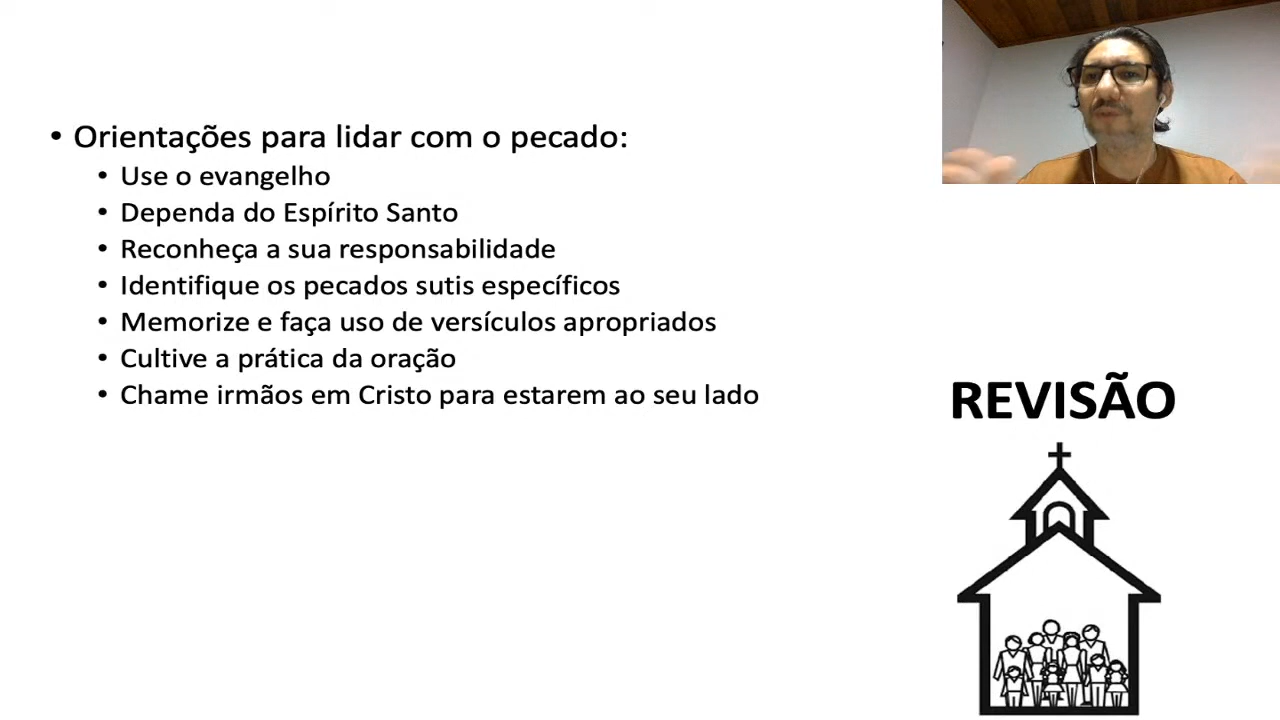 • Orientações para lidar com o pecado:
• Use o evangelho
• Dependa do Espírito Santo
• Reconheça a sua responsabilidade
• Identifique os pecados sutis específicos
• Memorize e faça uso de versículos apropriados
• Cultive a prática da oração
• Chame irmãos em Cristo para estarem ao seu lado
REVISÃO